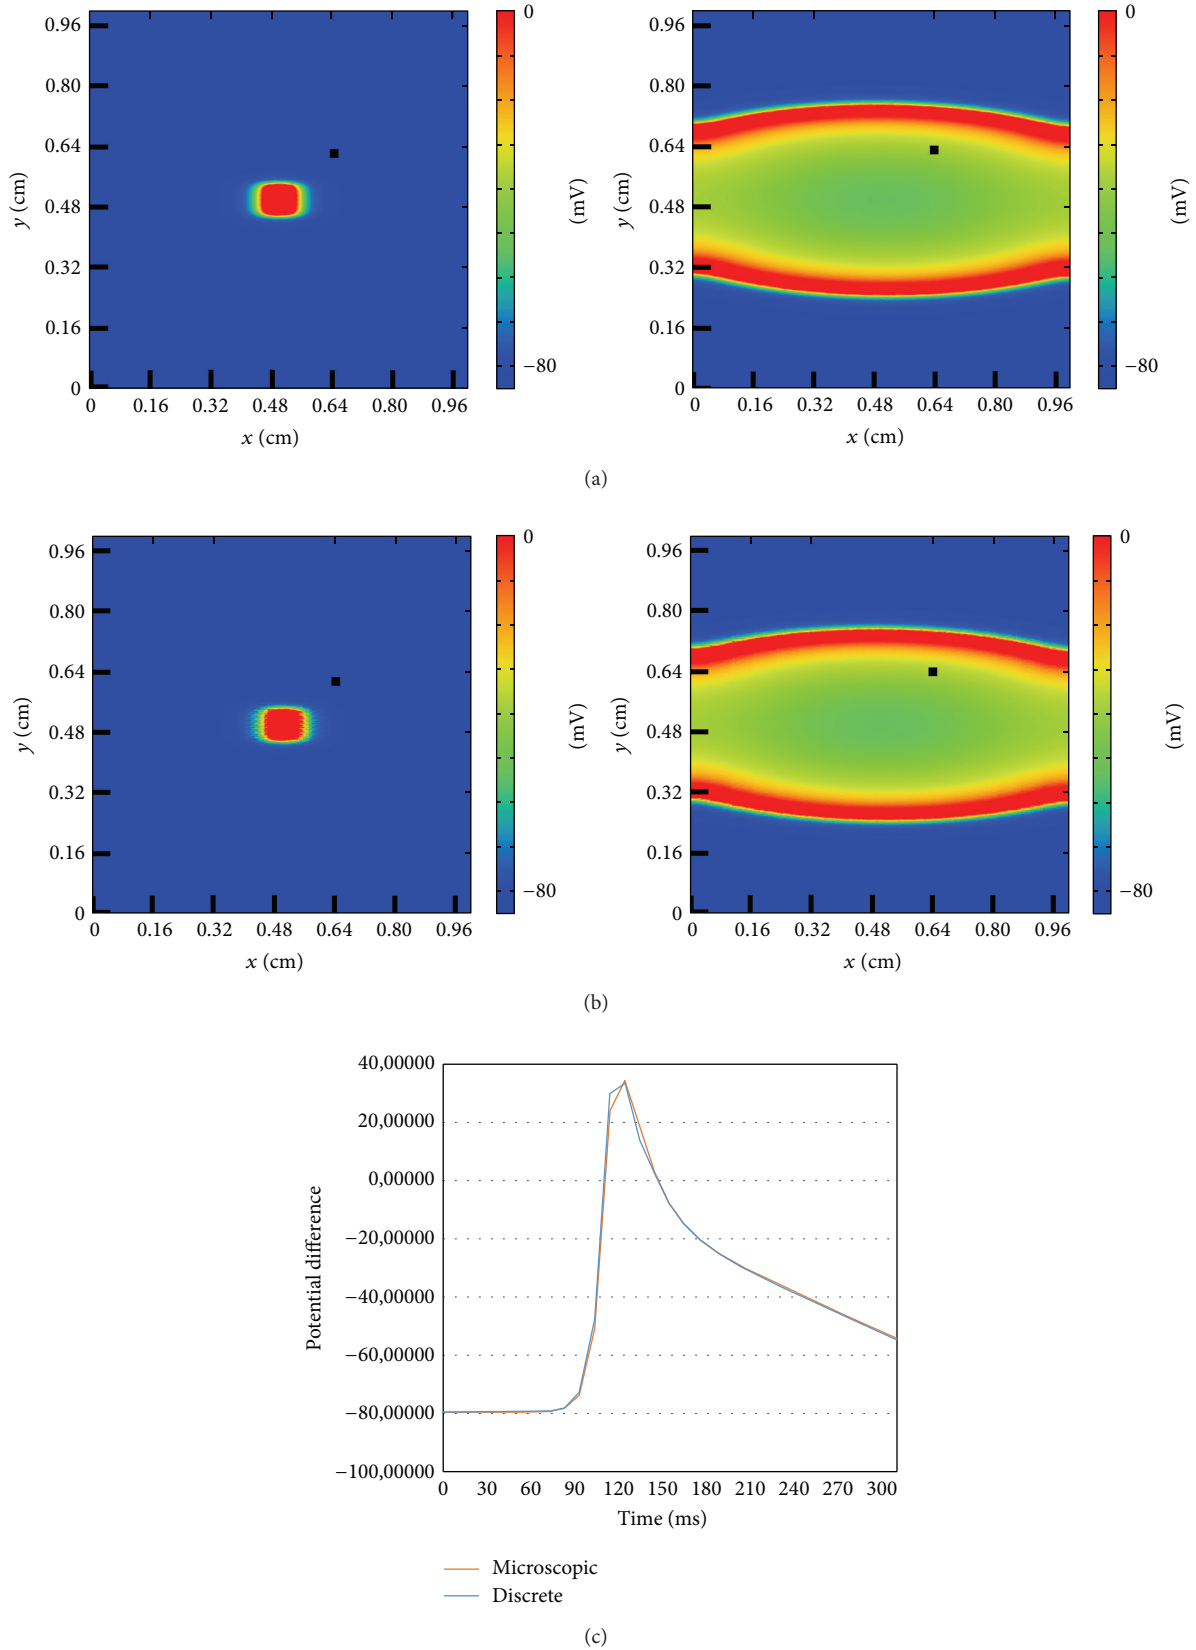 0.96
0.80
0.64
0.48
0.32
0.16
0
y (cm)
0 0.16 0.32 0.48 0.64 0.80 0.96
x (cm)
0
−80
(mV)
0.96
0.80
0.64
0.48
0.32
0.16
0
y (cm)
0 0.16 0.32 0.48 0.64 0.80 0.96
x (cm)
0
−80
(mV)
(a)
0.96
0.80
0.64
0.48
0.32
0.16
0
y (cm)
0 0.16 0.32 0.48 0.64 0.80 0.96
x (cm)
0
−80
(mV)
0.96
0.80
0.64
0.48
0.32
0.16
0
y (cm)
0 0.16 0.32 0.48 0.64 0.80 0.96
x (cm)
0
−80
(mV)
(b)
40,00000
20,00000
0,00000
−20,00000
−40,00000
−60,00000
−80,00000
−100,00000
Potential difference
0 30 60 90 120 150 180 210 240 270 300
Time (ms)
Microscopic
Discrete
(c)